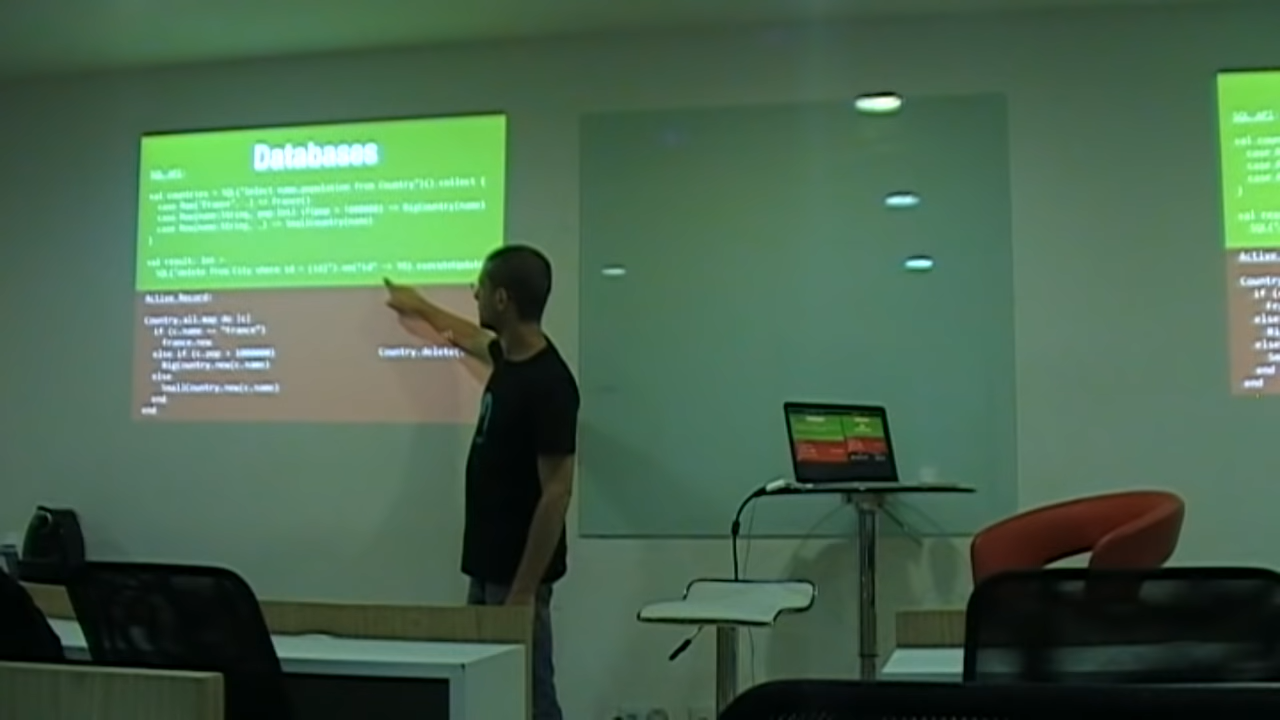 Databases
SQL API:
val countries = SQL("Select name,population from Country")().collect {
case Row("France", _) => France()
case Row(name:String, pop:Int) if(pop > 1000000) => BigCountry(name)
case Row(name:String, _) => SmallCountry(name)
}
val result: Int =
SQL("delete from City where id = {id}").on("id" -> 99).executeUpdate
Active Record:
Country.all.map do |c|
if (c.name == "France")
France.new
else if (c.pop > 1000000)
BigCountry.new(c.name)
else
SmallCountry.new(c.name)
end
end
Country.delete(